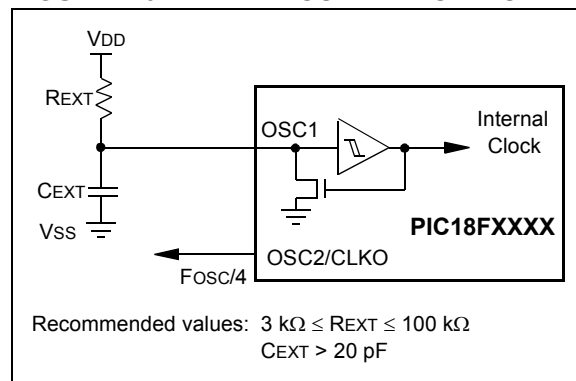 VDD
REXT
OSC1
Internal
Clock
CEXT
PIC18FXXXX
VSS
OSC2/CLKO
FOSC/4
Recommended values: 3 kΩ ≤ REXT ≤ 100 kΩ
CEXT > 20 pF